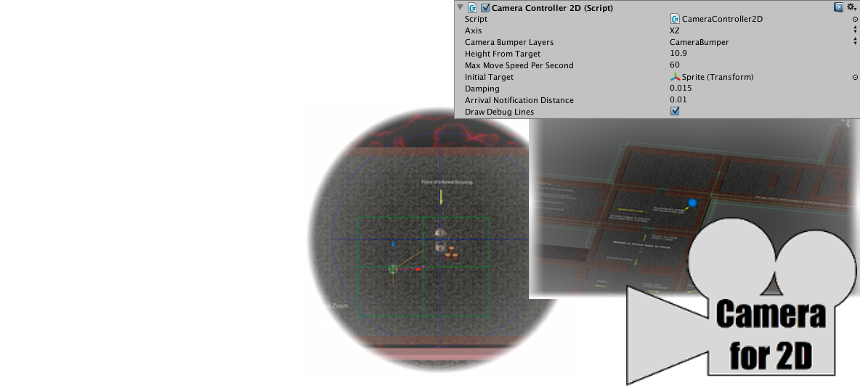 Camera Controller 2D (Script)
Script CameraController2D
Axis XZ
Camera Bumper Layers CameraBumper
Height From Target 10.9
Max Move Speed Per Second 60
Initial Target Sprite (Transform)
Damping 0.015
Arrival Notification Distance 0.01
Draw Debug Lines
Point of Interest Focusing
Zoom
Camera
for 2D